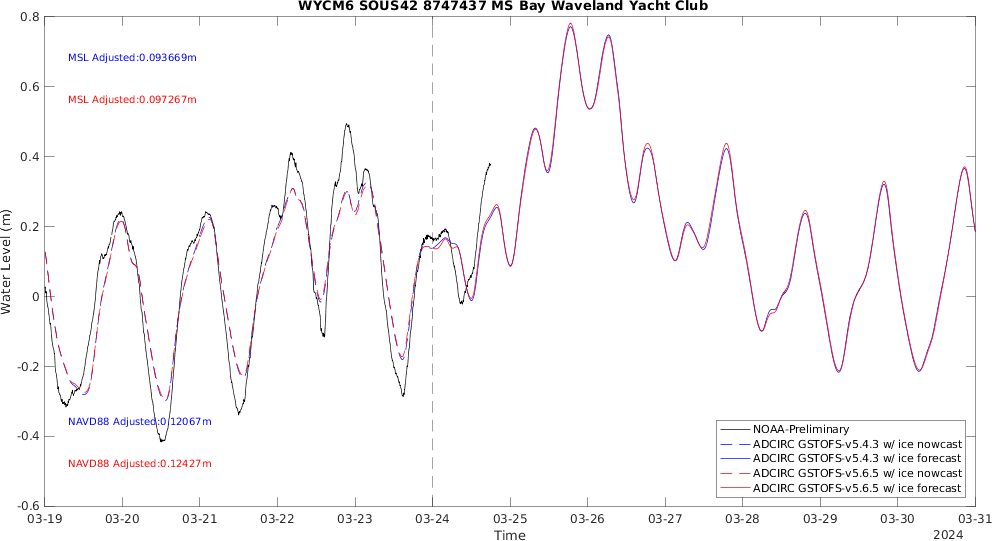 WYCM6 SOUS42 8747437 MS Bay Waveland Yacht Club
MSL Adjusted:0.093669m
MSL Adjusted:0.097267m
NAVD88 Adjusted:0.12067m
NAVD88 Adjusted:0.12427m
Water Level (m)
0.8
0.6
0.4
0.2
0
-0.2
-0.4
-0.6
NOAA-Preliminary
ADCIRC GSTOFS-v5.4.3 w/ ice nowcast
ADCIRC GSTOFS-v5.4.3 w/ ice forecast
ADCIRC GSTOFS-v5.6.5 w/ ice nowcast
ADCIRC GSTOFS-v5.6.5 w/ ice forecast
03-19 03-20 03-21 03-22 03-23 03-24 03-25 03-26 03-27 03-28 03-29 03-30 03-31
Time
2024